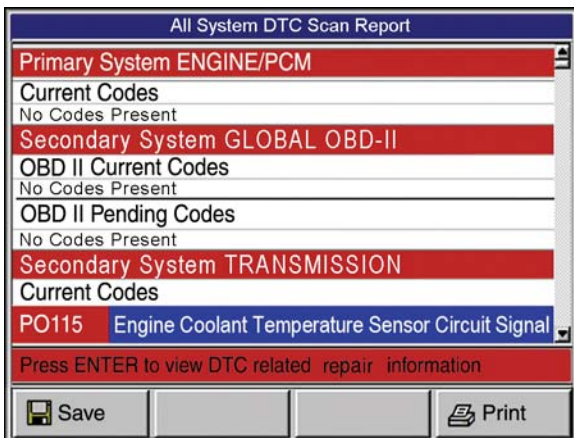 All System DTC Scan Report
Primary System ENGINE/PCM
Current Codes
No Codes Present
Secondary System GLOBAL OBD-II
OBD II Current Codes
No Codes Present
OBD II Pending Codes
No Codes Present
Secondary System TRANSMISSION
Current Codes
PO115 Engine Coolant Temperature Sensor Circuit Signal
Press ENTER to view DTC related repair information
Save Print